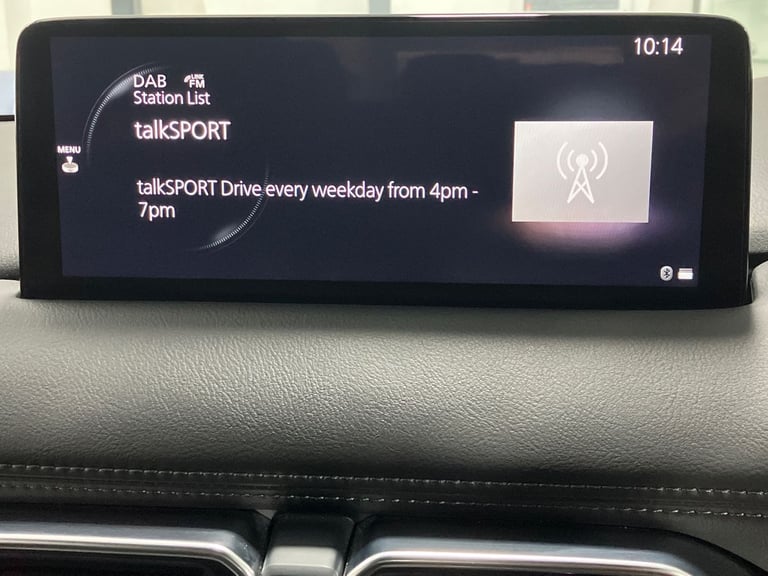 10:14
DAB LINK FM
Station List
talkSPORT
MENU
talkSPORT Drive every weekday from 4pm -
7pm